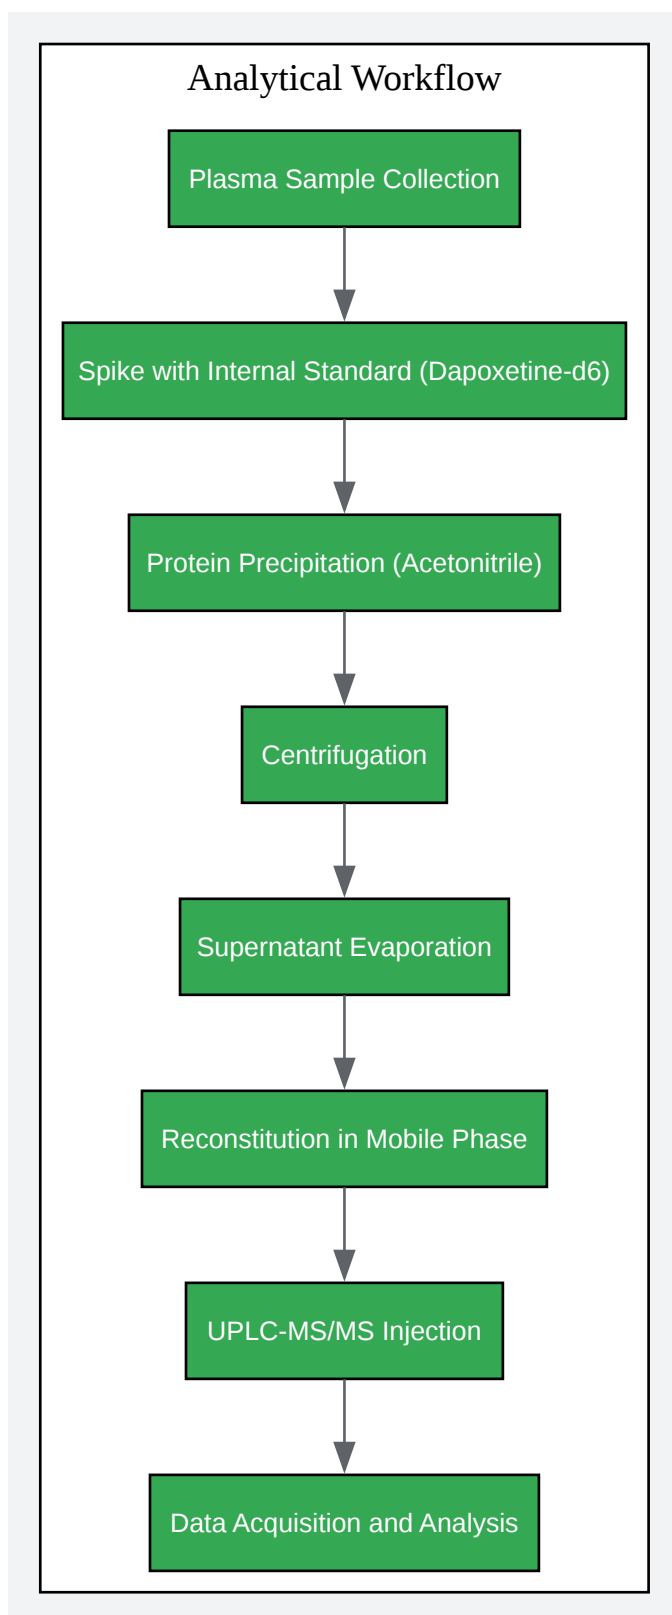 Analytical Workflow
Plasma Sample Collection
Spike with Internal Standard (Dapoxetine-d6)
Protein Precipitation (Acetonitrile)
Centrifugation
Supernatant Evaporation
Reconstitution in Mobile Phase
UPLC-MS/MS Injection
Data Acquisition and Analysis